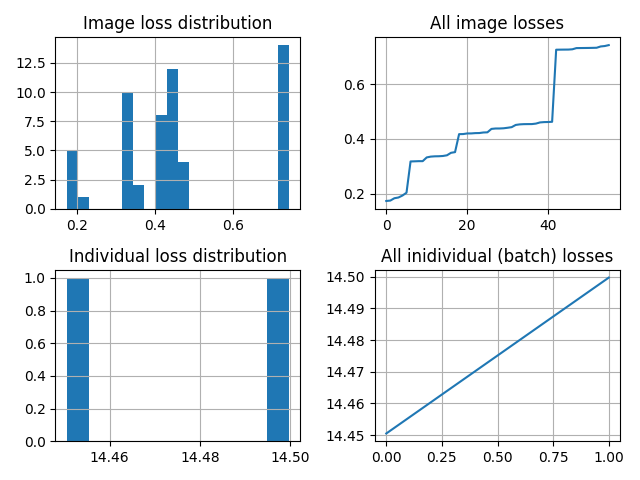 Image loss distribution
12.5
10.0
7.5
5.0
2.5
0.0
0.2 0.4 0.6
All image losses
0.6
0.4
0.2
0 20 40
Individual loss distribution
1.0
0.8
0.6
0.4
0.2
0.0
14.46 14.48 14.50
All inidividual (batch) losses
14.50
14.49
14.48
14.47
14.46
14.45
0.00 0.25 0.50 0.75 1.00